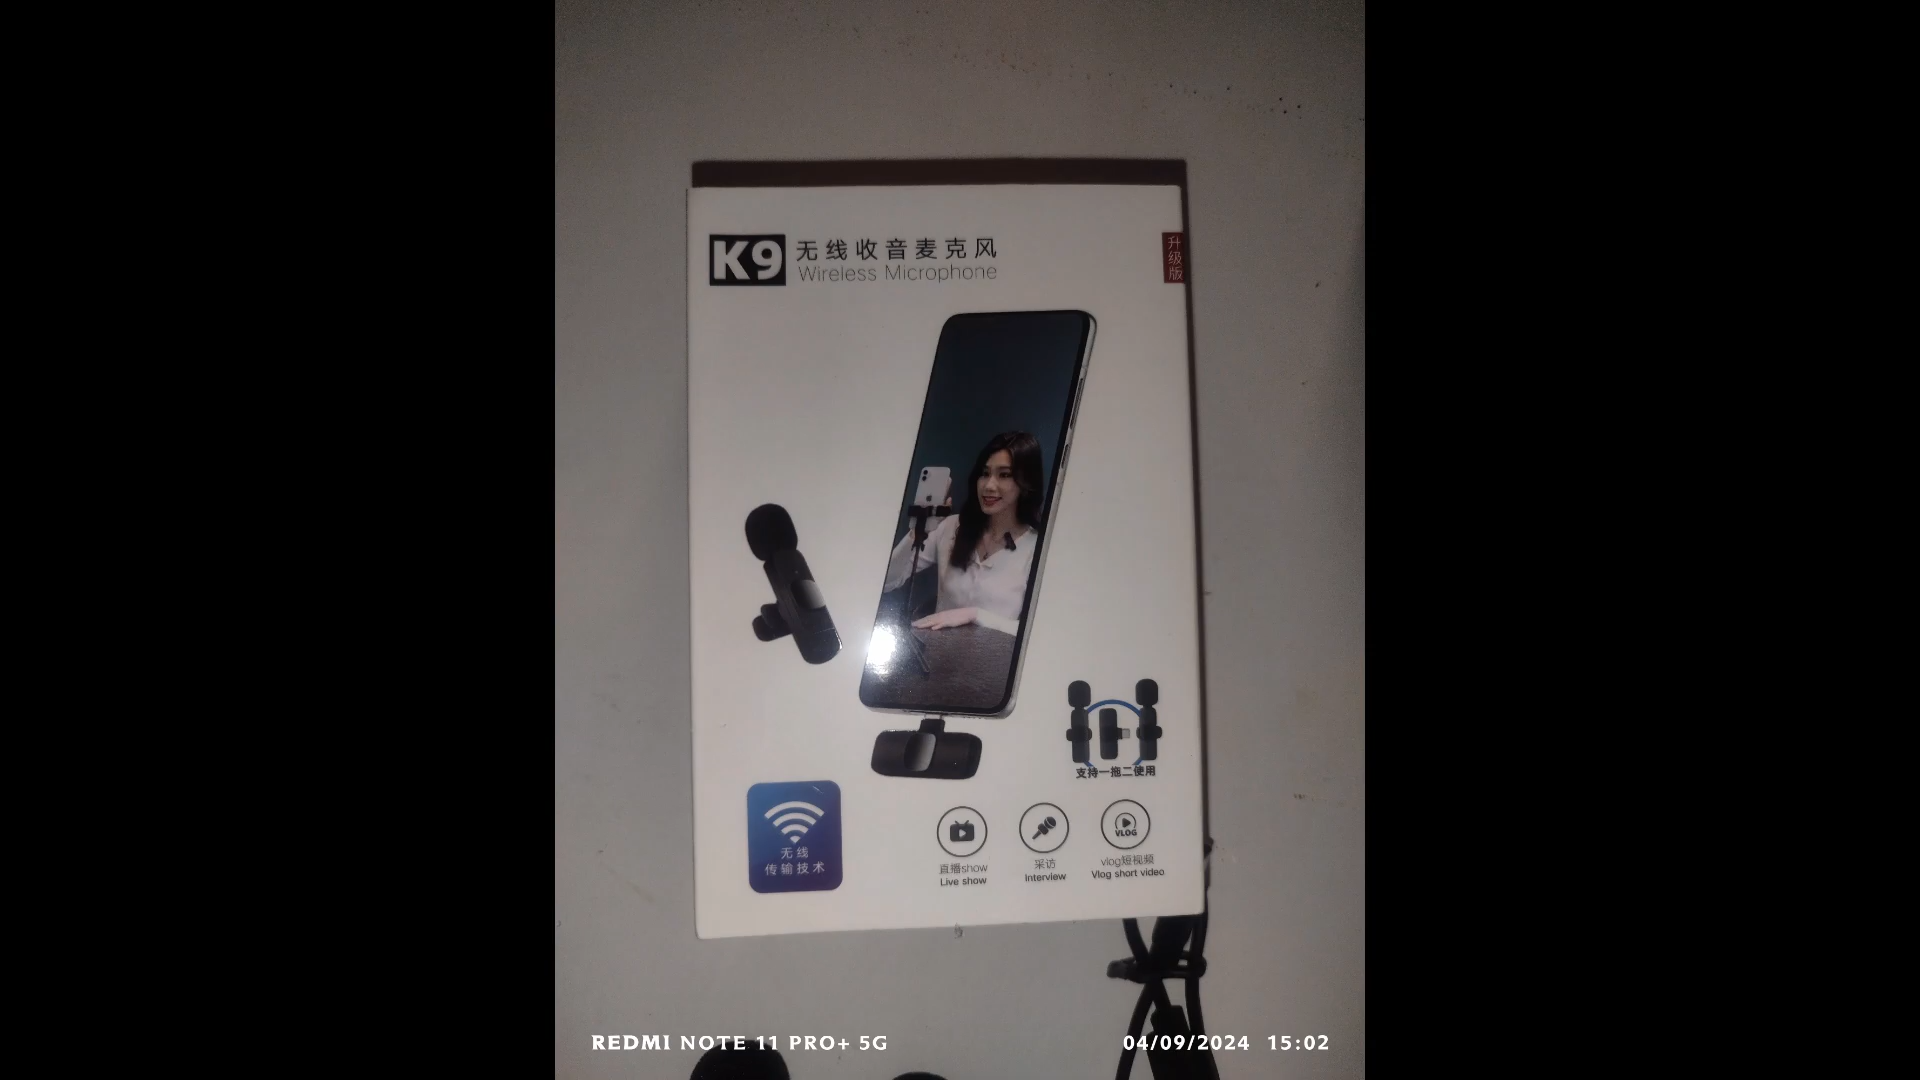 K9 无线收音麦克风
Wireless Microphone
升级版
支持一拖二使用
无线
传输技术
直播show
Live show
采访
Interview
VLOG
vlog短视频
Vlog short video
REDMI NOTE 11 PRO+ 5G
04/09/2024 15:02